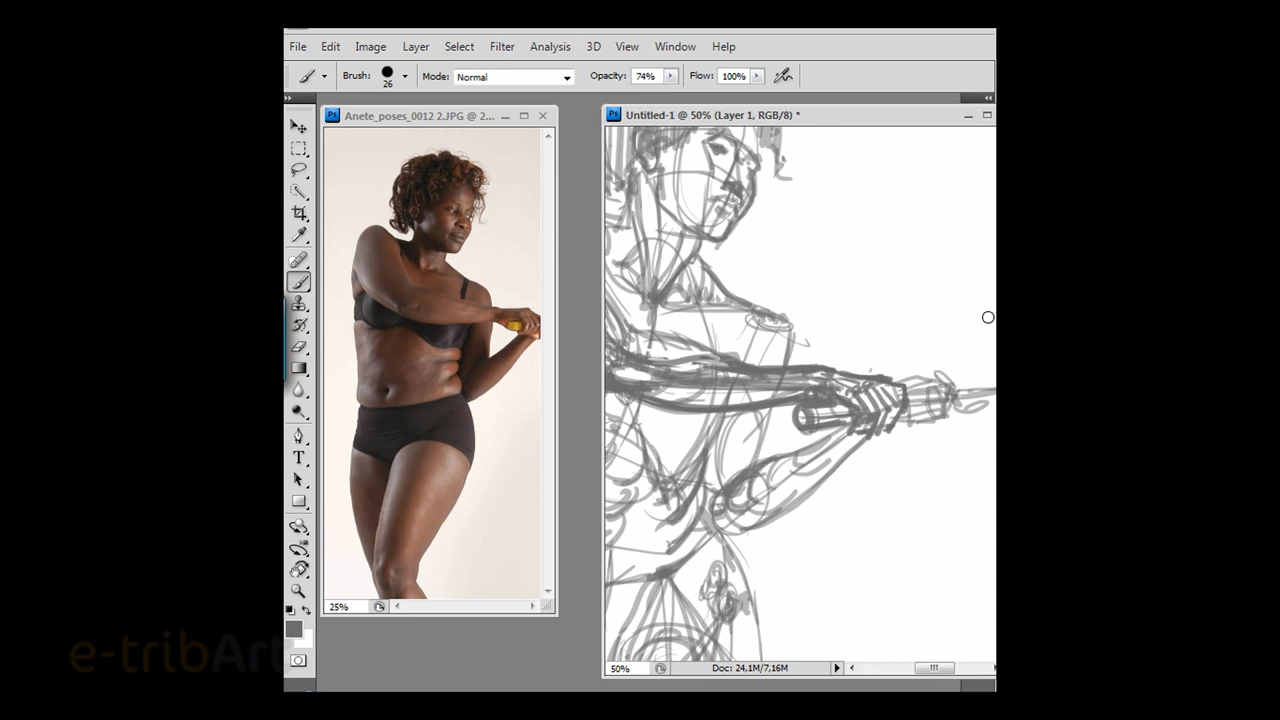 File Edit Image Layer Select Filter Analysis 3D View Window Help
Brush: 26 Mode: Normal Opacity: 74% Flow: 100%
Anete_poses_0012 2.JPG @ 2...
Untitled-1 @ 50% (Layer 1, RGB/8) *
25%
50% Doc: 24,1M/7,16M
e-tribArt